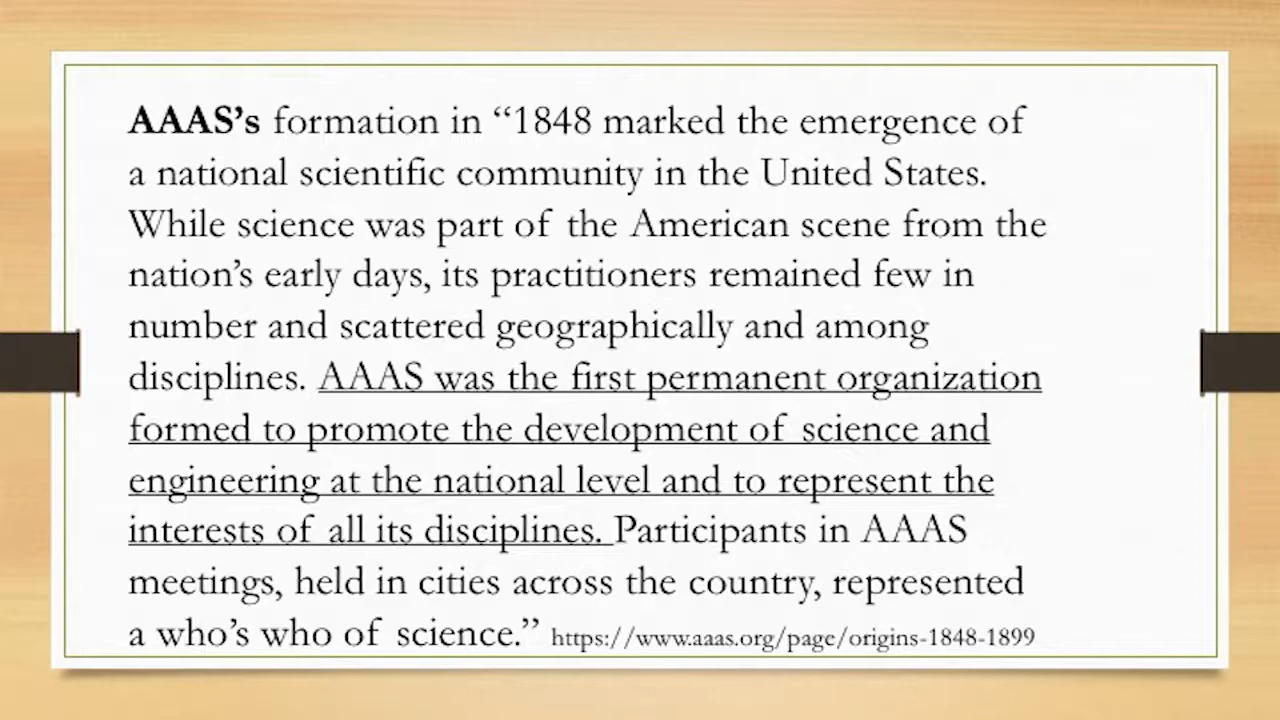 AAAS’s formation in “1848 marked the emergence of
a national scientific community in the United States.
While science was part of the American scene from the
nation’s early days, its practitioners remained few in
number and scattered geographically and among
disciplines. AAAS was the first permanent organization
formed to promote the development of science and
engineering at the national level and to represent the
interests of all its disciplines. Participants in AAAS
meetings, held in cities across the country, represented
a who’s who of science.” https://www.aaas.org/page/origins-1848-1899